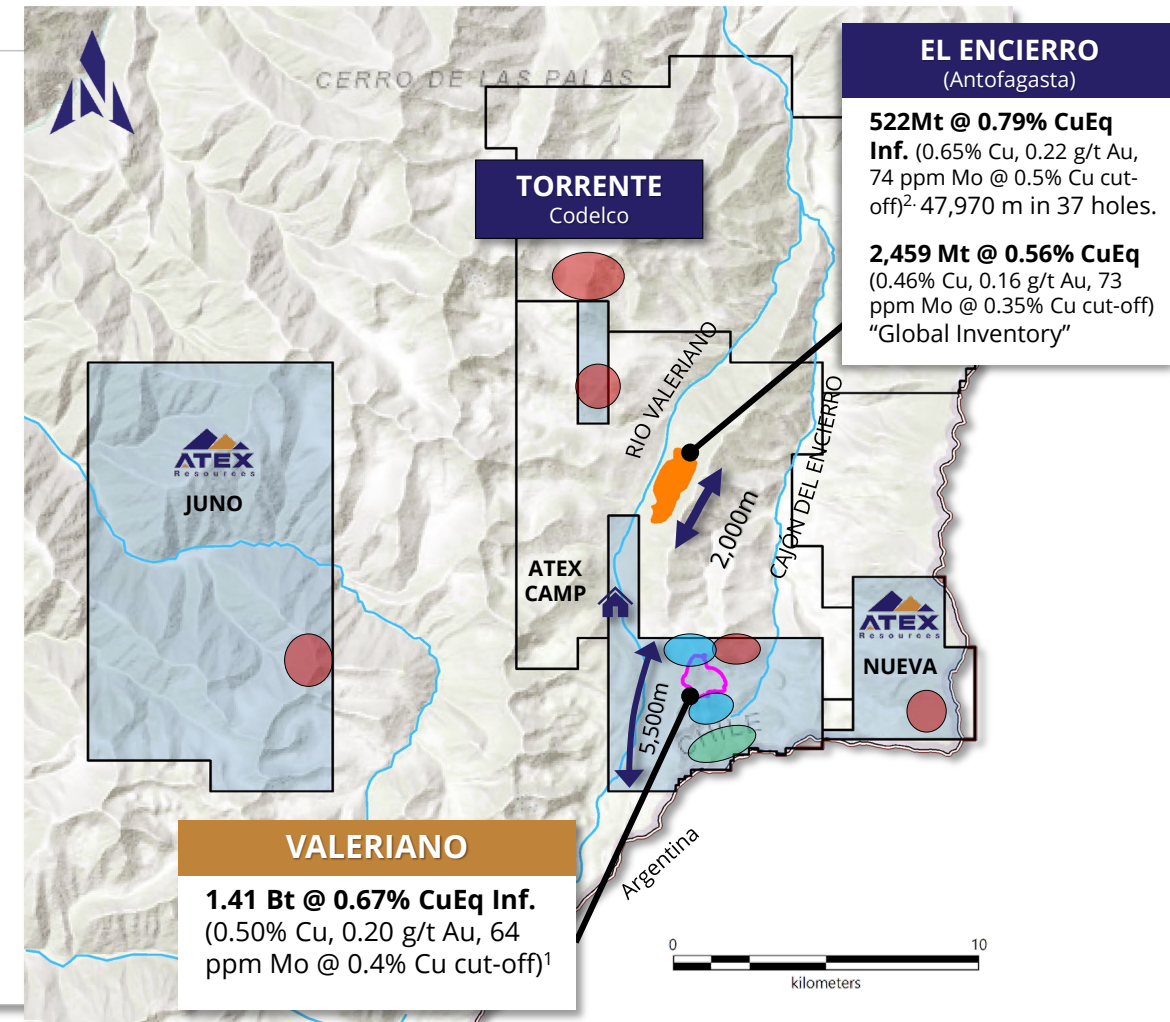 N
CERRO DE LAS PALAS
EL ENCIERRO
(Antofagasta)
522Mt @ 0.79% CuEq
Inf. (0.65% Cu, 0.22 g/t Au,
74 ppm Mo @ 0.5% Cu cut-
off)2. 47,970 m in 37 holes.
2,459 Mt @ 0.56% CuEq
(0.46% Cu, 0.16 g/t Au, 73
ppm Mo @ 0.35% Cu cut-off)
“Global Inventory”
TORRENTE
Codelco
RIO VALERIANO
CAJÓN DEL ENCIERRO
2,000m
ATEX
Resources
JUNO
ATEX
CAMP
ATEX
Resources
NUEVA
5,500m
CHILE
Argentina
VALERIANO
1.41 Bt @ 0.67% CuEq Inf.
(0.50% Cu, 0.20 g/t Au, 64
ppm Mo @ 0.4% Cu cut-off)1
0 10
kilometers